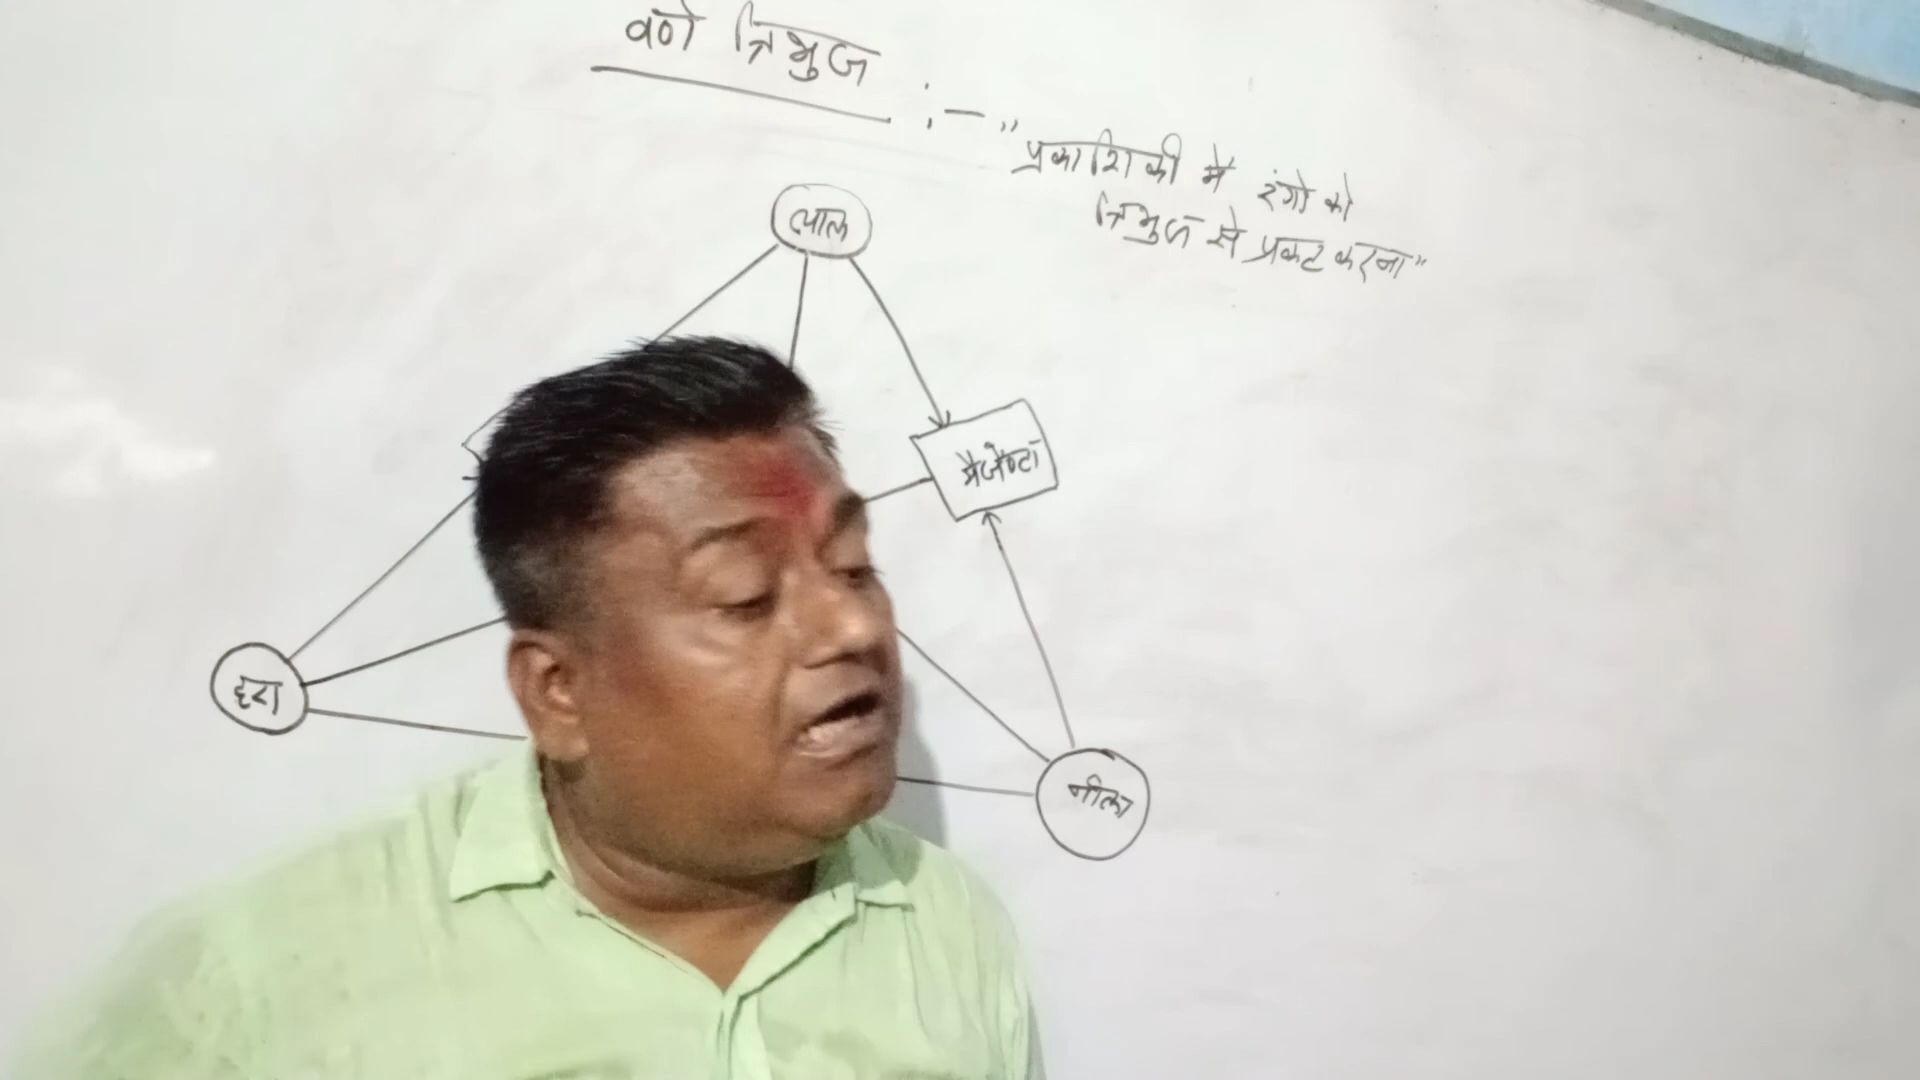 वर्ण त्रिभुज :- "प्रकाशिकी में रंगो को
त्रिभुज से प्रकट करना"
लाल
मैजेण्टा
हरा
नीला